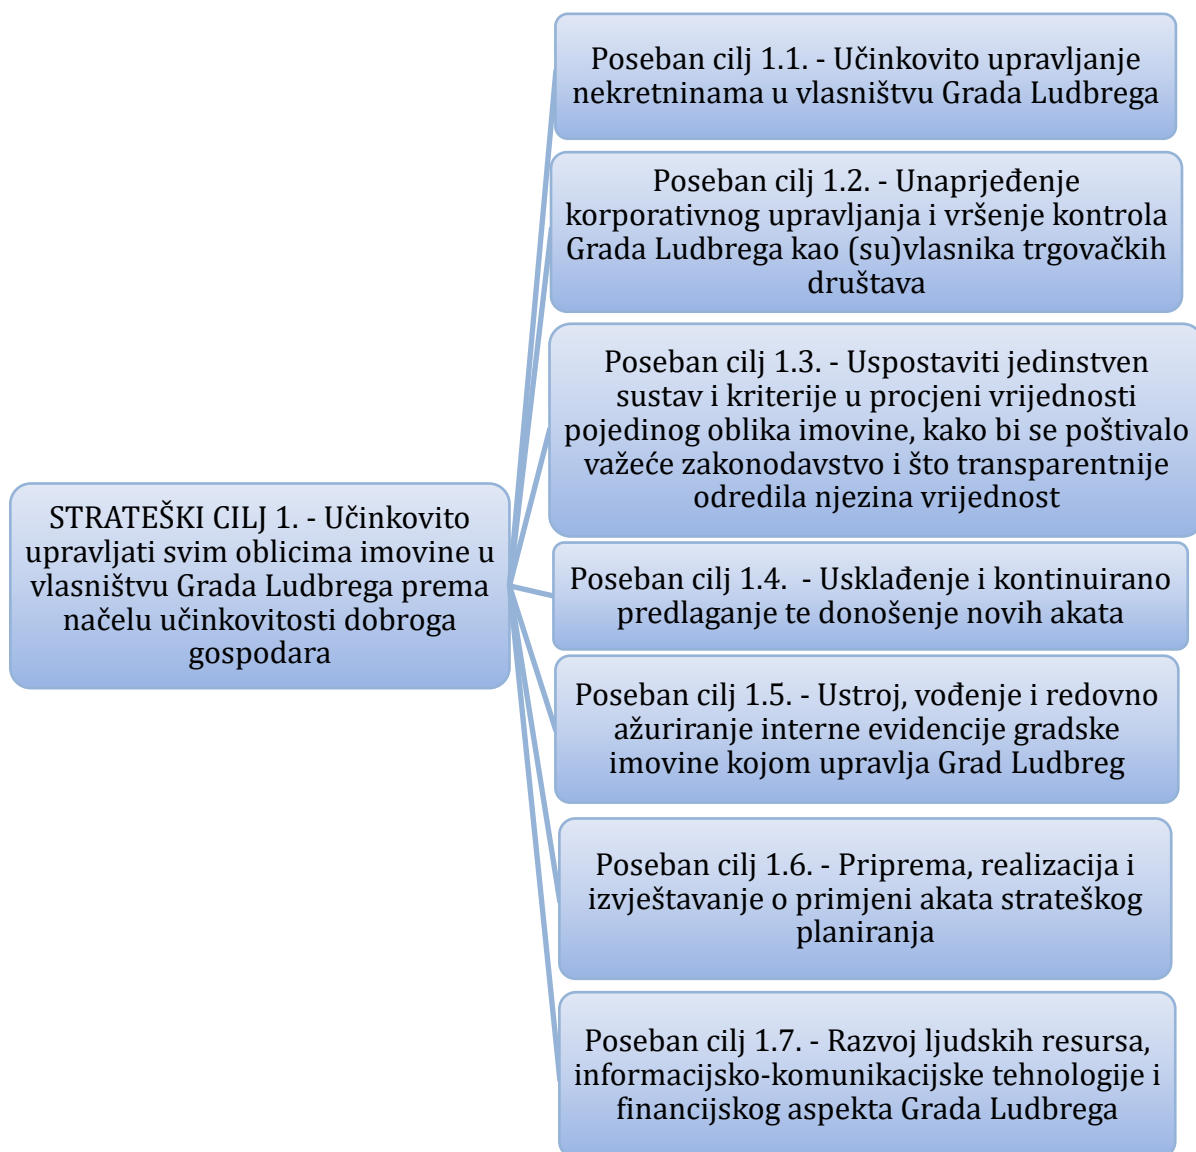 Poseban cilj 1.1. - Učinkovito upravljanje
nekretninama u vlasništvu Grada Ludbrega
Poseban cilj 1.2. - Unaprjeđenje
korporativnog upravljanja i vršenje kontrola
Grada Ludbrega kao (su)vlasnika trgovačkih
društava
Poseban cilj 1.3. - Uspostaviti jedinstven
sustav i kriterije u procjeni vrijednosti
pojedinog oblika imovine, kako bi se poštivalo
važeće zakonodavstvo i što transparentnije
odredila njezina vrijednost
STRATEŠKI CILJ 1. - Učinkovito
upravljati svim oblicima imovine u
vlasništvu Grada Ludbrega prema
načelu učinkovitosti dobroga
gospodara
Poseban cilj 1.4. - Usklađenje i kontinuirano
predlaganje te donošenje novih akata
Poseban cilj 1.5. - Ustroj, vođenje i redovno
ažuriranje interne evidencije gradske
imovine kojom upravlja Grad Ludbreg
Poseban cilj 1.6. - Priprema, realizacija i
izvještavanje o primjeni akata strateškog
planiranja
Poseban cilj 1.7. - Razvoj ljudskih resursa,
informacijsko-komunikacijske tehnologije i
financijskog aspekta Grada Ludbrega